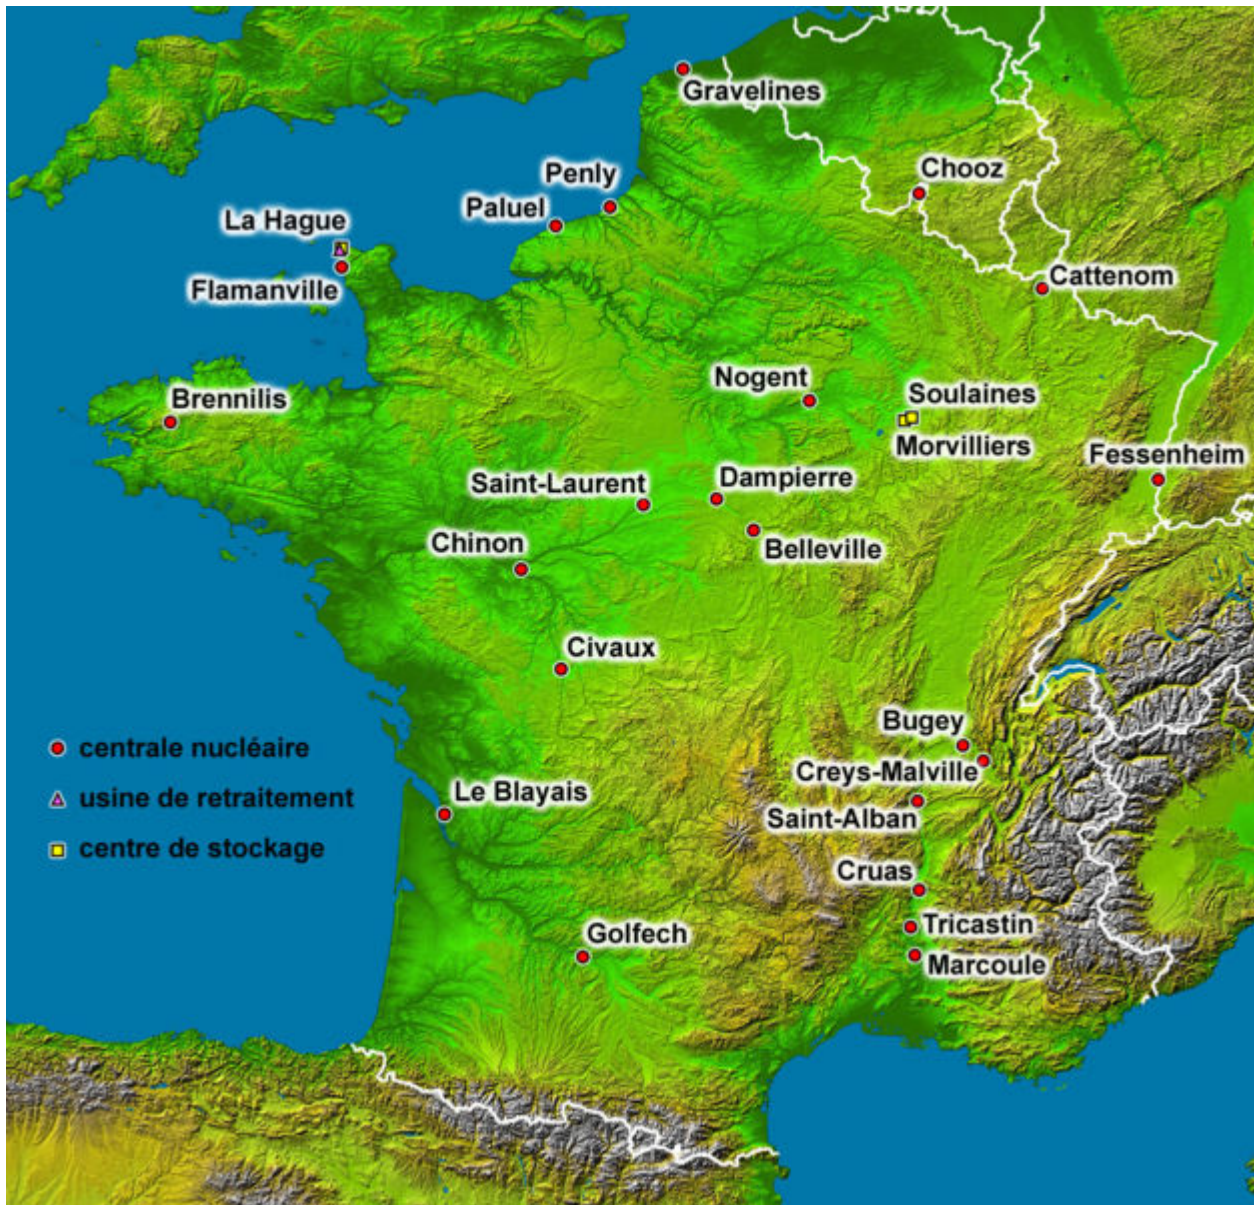 Gravelines
Chooz
Penly
Paluel
La Hague
Cattenom
Flamanville
Nogent
Soulaines
Brennilis
Morvilliers
Fessenheim
Dampierre
Saint-Laurent
Chinon
Belleville
Civaux
Bugey
centrale nucléaire
Creys-Malville
Le Blayais
usine de retraitement
Saint-Alban
centre de stockage
Cruas
Tricastin
Golfech
Marcoule